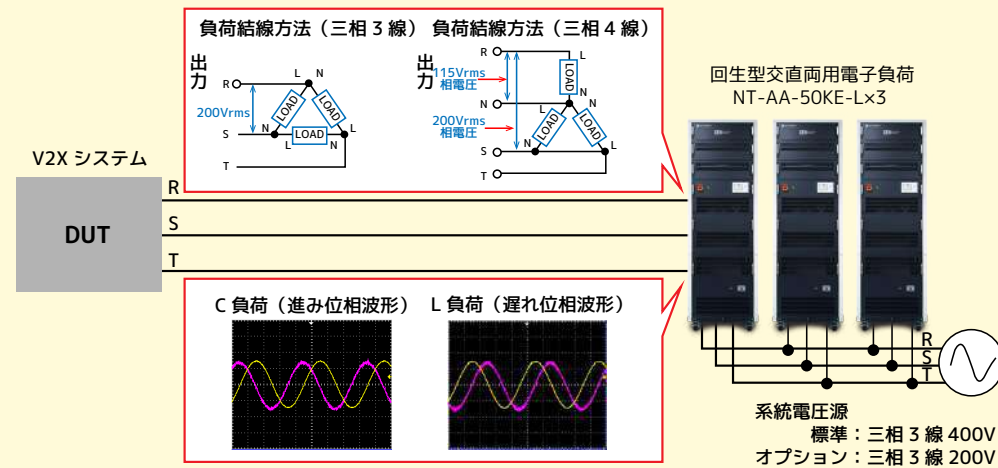 負荷結線方法（三相 3 線）
出力
R
S
T
200Vrms
L N
N
L
L N
LOAD
LOAD
LOAD
負荷結線方法（三相 4 線）
出力
R
N
S
T
115Vrms
相電圧
200Vrms
相電圧
L
N
N
N
L
L
LOAD
LOAD
LOAD
回生型交直両用電子負荷
NT-AA-50KE-L×3
V2X システム
DUT
R
S
T
C 負荷（進み位相波形）
L 負荷（遅れ位相波形）
R
S
T
系統電圧源
標準：三相 3 線 400V
オプション：三相 3 線 200V